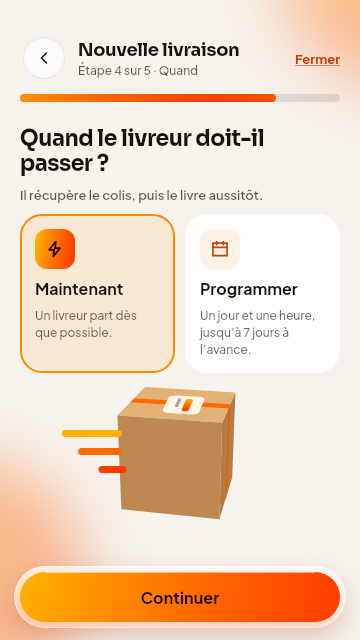 Nouvelle livraison
Étape 4 sur 5 · Quand
Fermer
Quand le livreur doit-il
passer ?
Il récupère le colis, puis le livre aussitôt.
Maintenant
Un livreur part dès
que possible.
Programmer
Un jour et une heure,
jusqu'à 7 jours à
l'avance.
Continuer